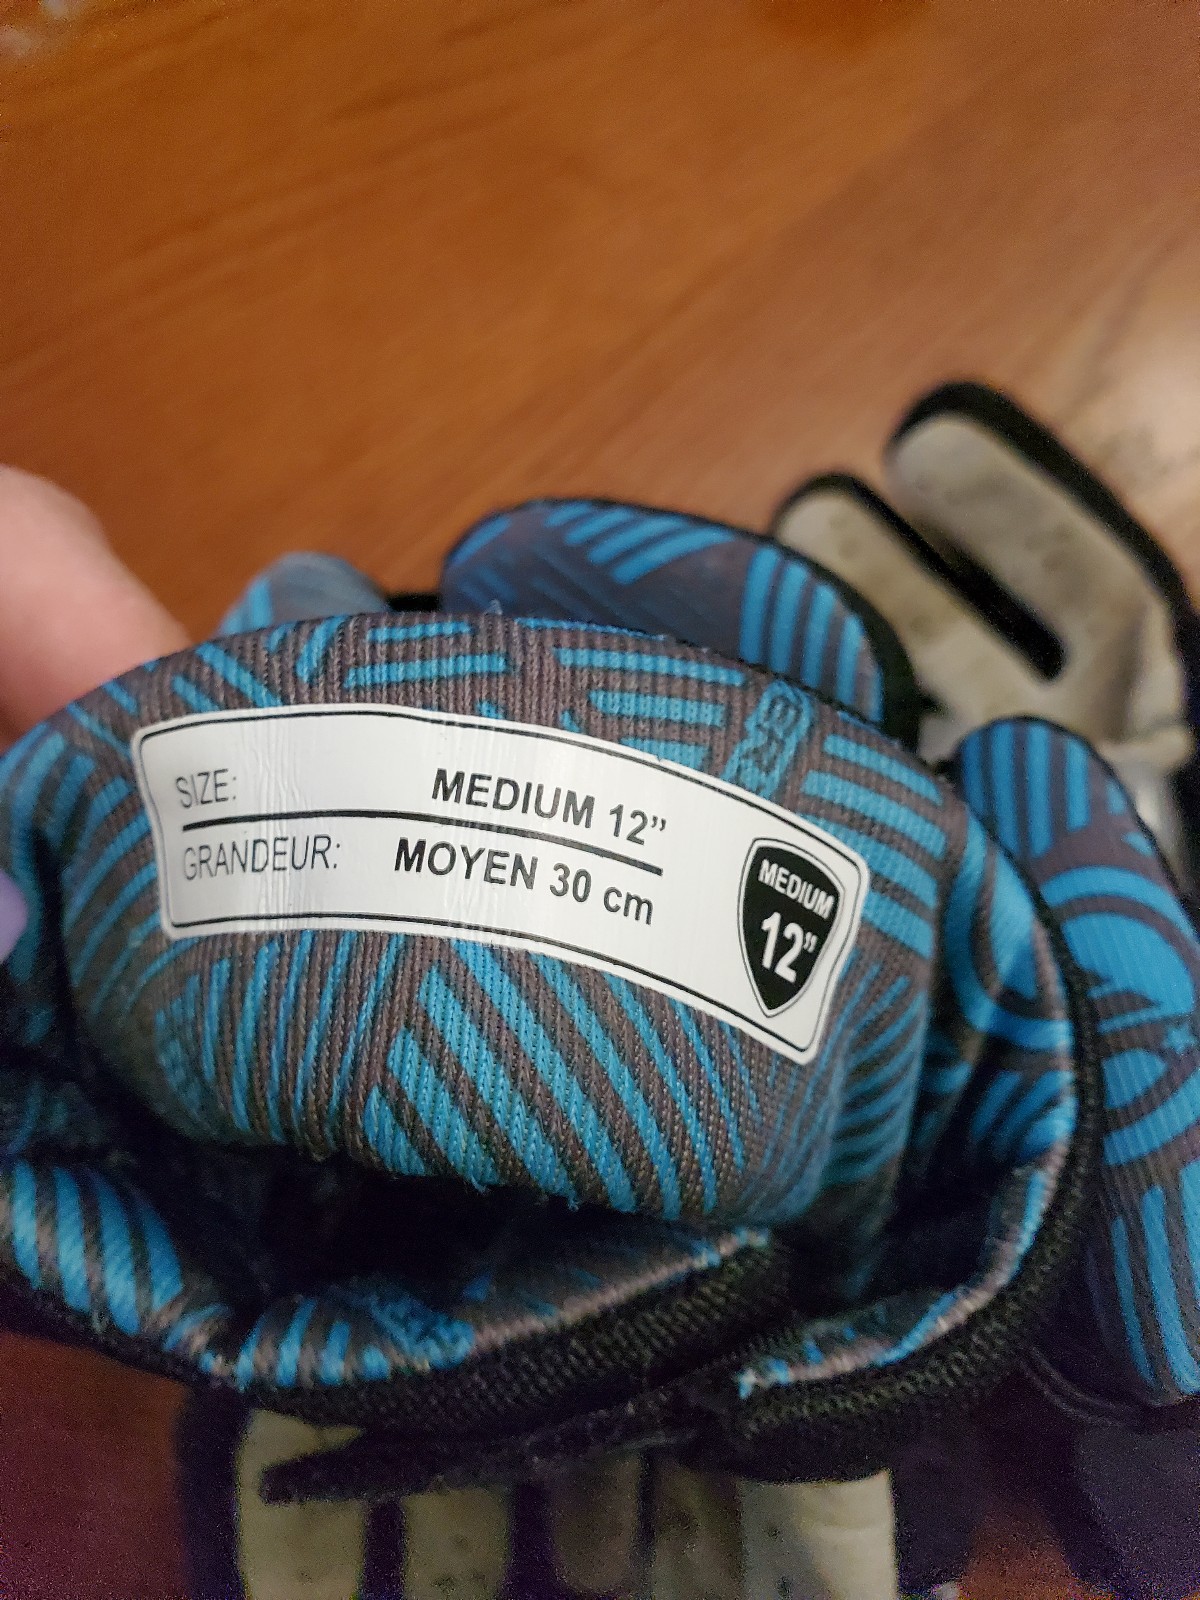 SIZE: MEDIUM 12”
GRANDEUR: MOYEN 30 cm
MEDIUM
12”